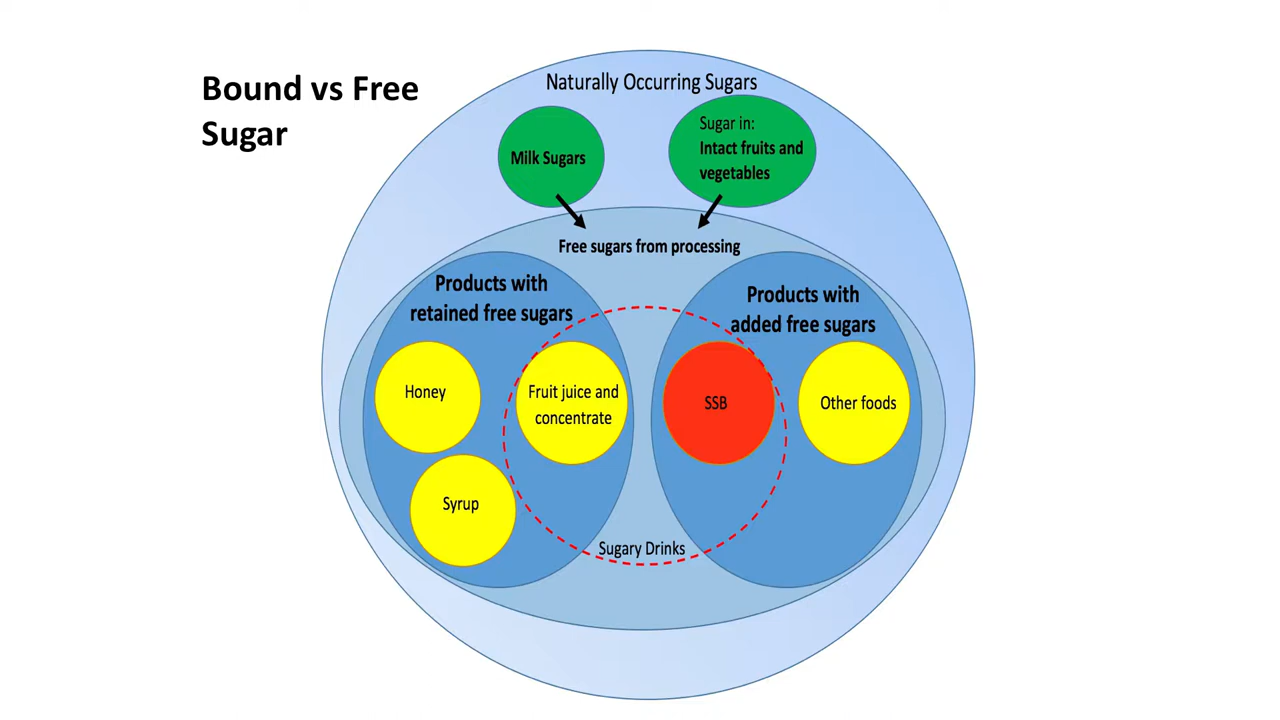 Bound vs Free
Sugar
Naturally Occurring Sugars
Milk Sugars
Sugar in:
Intact fruits and
vegetables
Free sugars from processing
Products with
retained free sugars
Products with
added free sugars
Honey
Fruit juice and
concentrate
SSB
Other foods
Syrup
Sugary Drinks